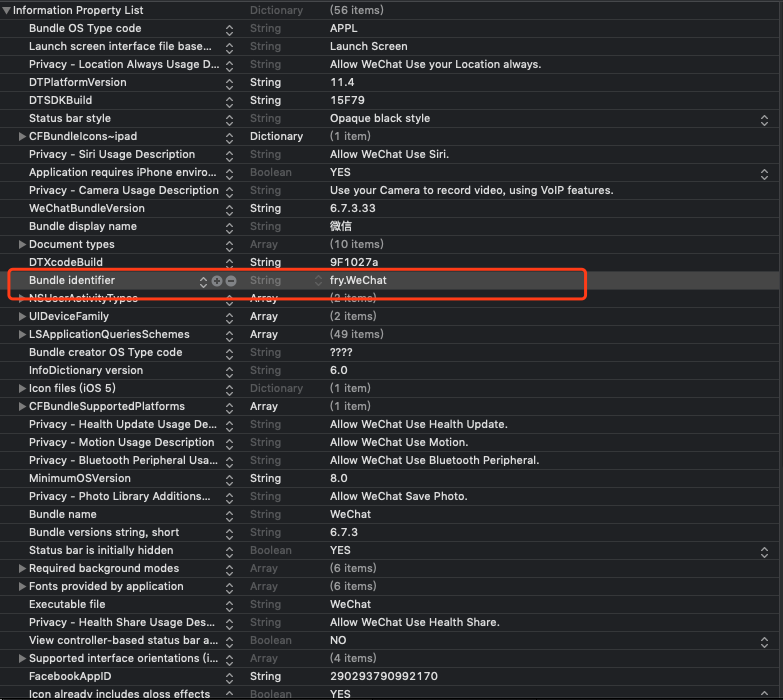 Information Property List Dictionary (56 items)
Bundle OS Type code String APPL
Launch screen interface file base... String Launch Screen
Privacy - Location Always Usage D... String Allow WeChat Use your Location always.
DTPlatformVersion String 11.4
DTSDKBuild String 15F79
Status bar style String Opaque black style
CFBundleIcons~ipad Dictionary (1 item)
Privacy - Siri Usage Description String Allow WeChat Use Siri.
Application requires iPhone enviro... Boolean YES
Privacy - Camera Usage Description String Use your Camera to record video, using VoIP features.
WeChatBundleVersion String 6.7.3.33
Bundle display name String 微信
Document types Array (10 items)
DTXcodeBuild String 9F1027a
Bundle identifier String fry.WeChat
NSUserActivityTypes Array (2 items)
UIDeviceFamily Array (2 items)
LSApplicationQueriesSchemes Array (49 items)
Bundle creator OS Type code String ????
InfoDictionary version String 6.0
Icon files (iOS 5) Dictionary (1 item)
CFBundleSupportedPlatforms Array (1 item)
Privacy - Health Update Usage De... String Allow WeChat Use Health Update.
Privacy - Motion Usage Description String Allow WeChat Use Motion.
Privacy - Bluetooth Peripheral Usa... String Allow WeChat Use Bluetooth Peripheral.
MinimumOSVersion String 8.0
Privacy - Photo Library Additions... String Allow WeChat Save Photo.
Bundle name String WeChat
Bundle versions string, short String 6.7.3
Status bar is initially hidden Boolean YES
Required background modes Array (6 items)
Fonts provided by application Array (6 items)
Executable file String WeChat
Privacy - Health Share Usage Des... String Allow WeChat Use Health Share.
View controller-based status bar a... Boolean NO
Supported interface orientations (i... Array (4 items)
FacebookAppID String 290293790992170
Icon already includes gloss effects Boolean YES